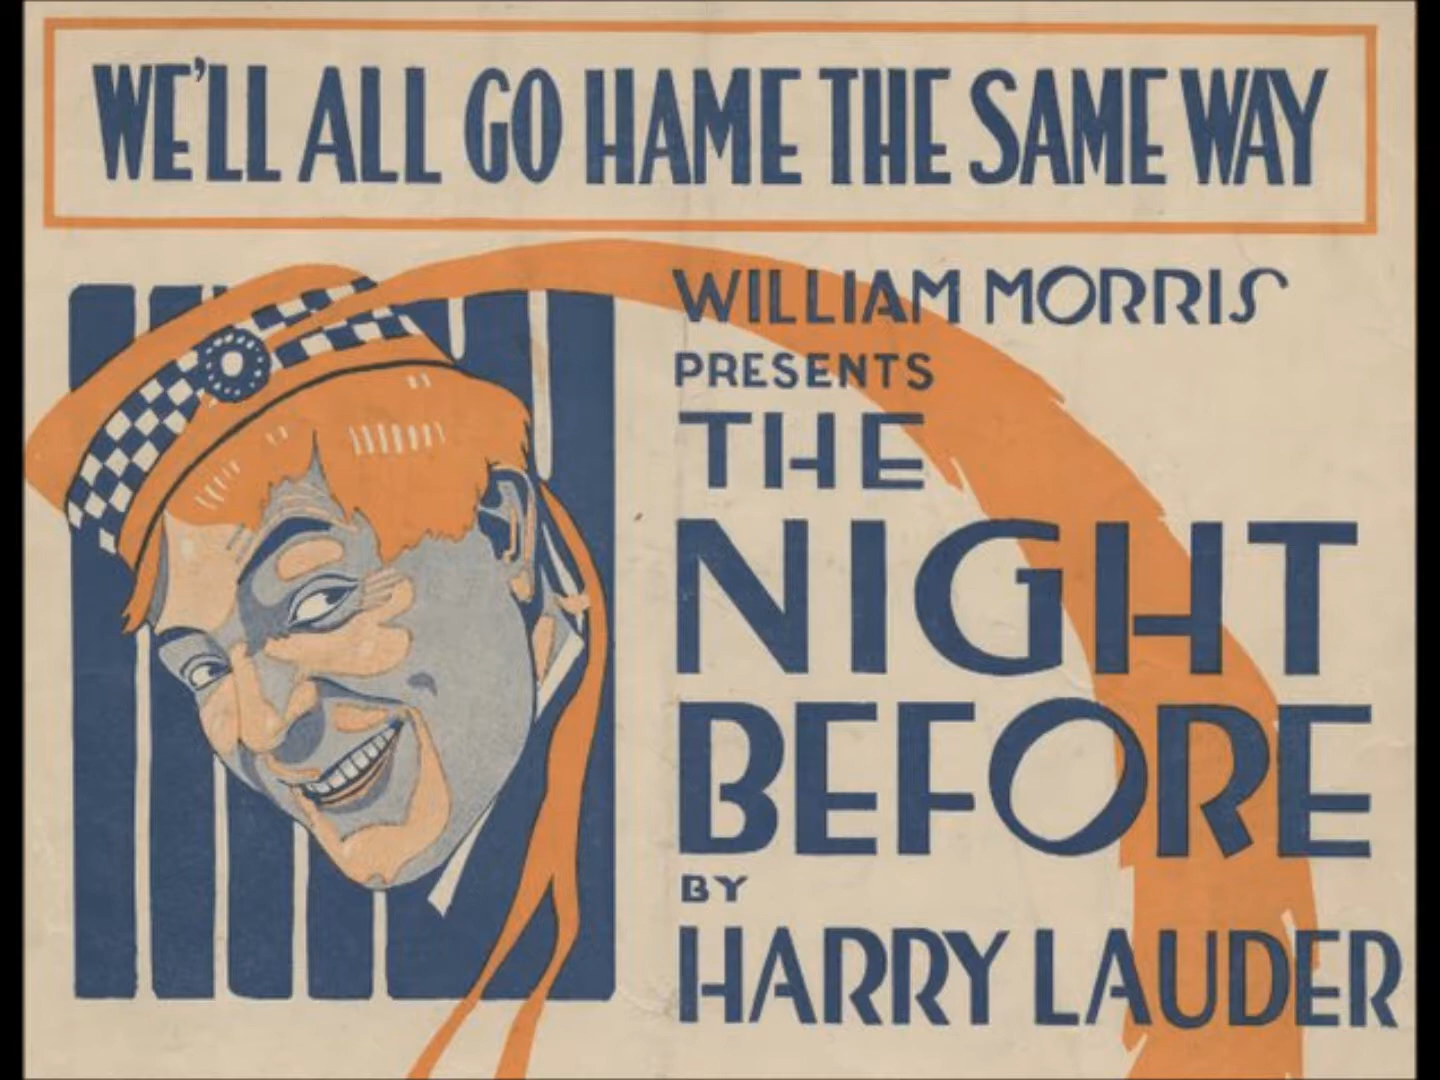 WE'LL ALL GO HAME THE SAME WAY
WILLIAM MORRIS
PRESENTS
THE
NIGHT
BEFORE
BY
HARRY LAUDER